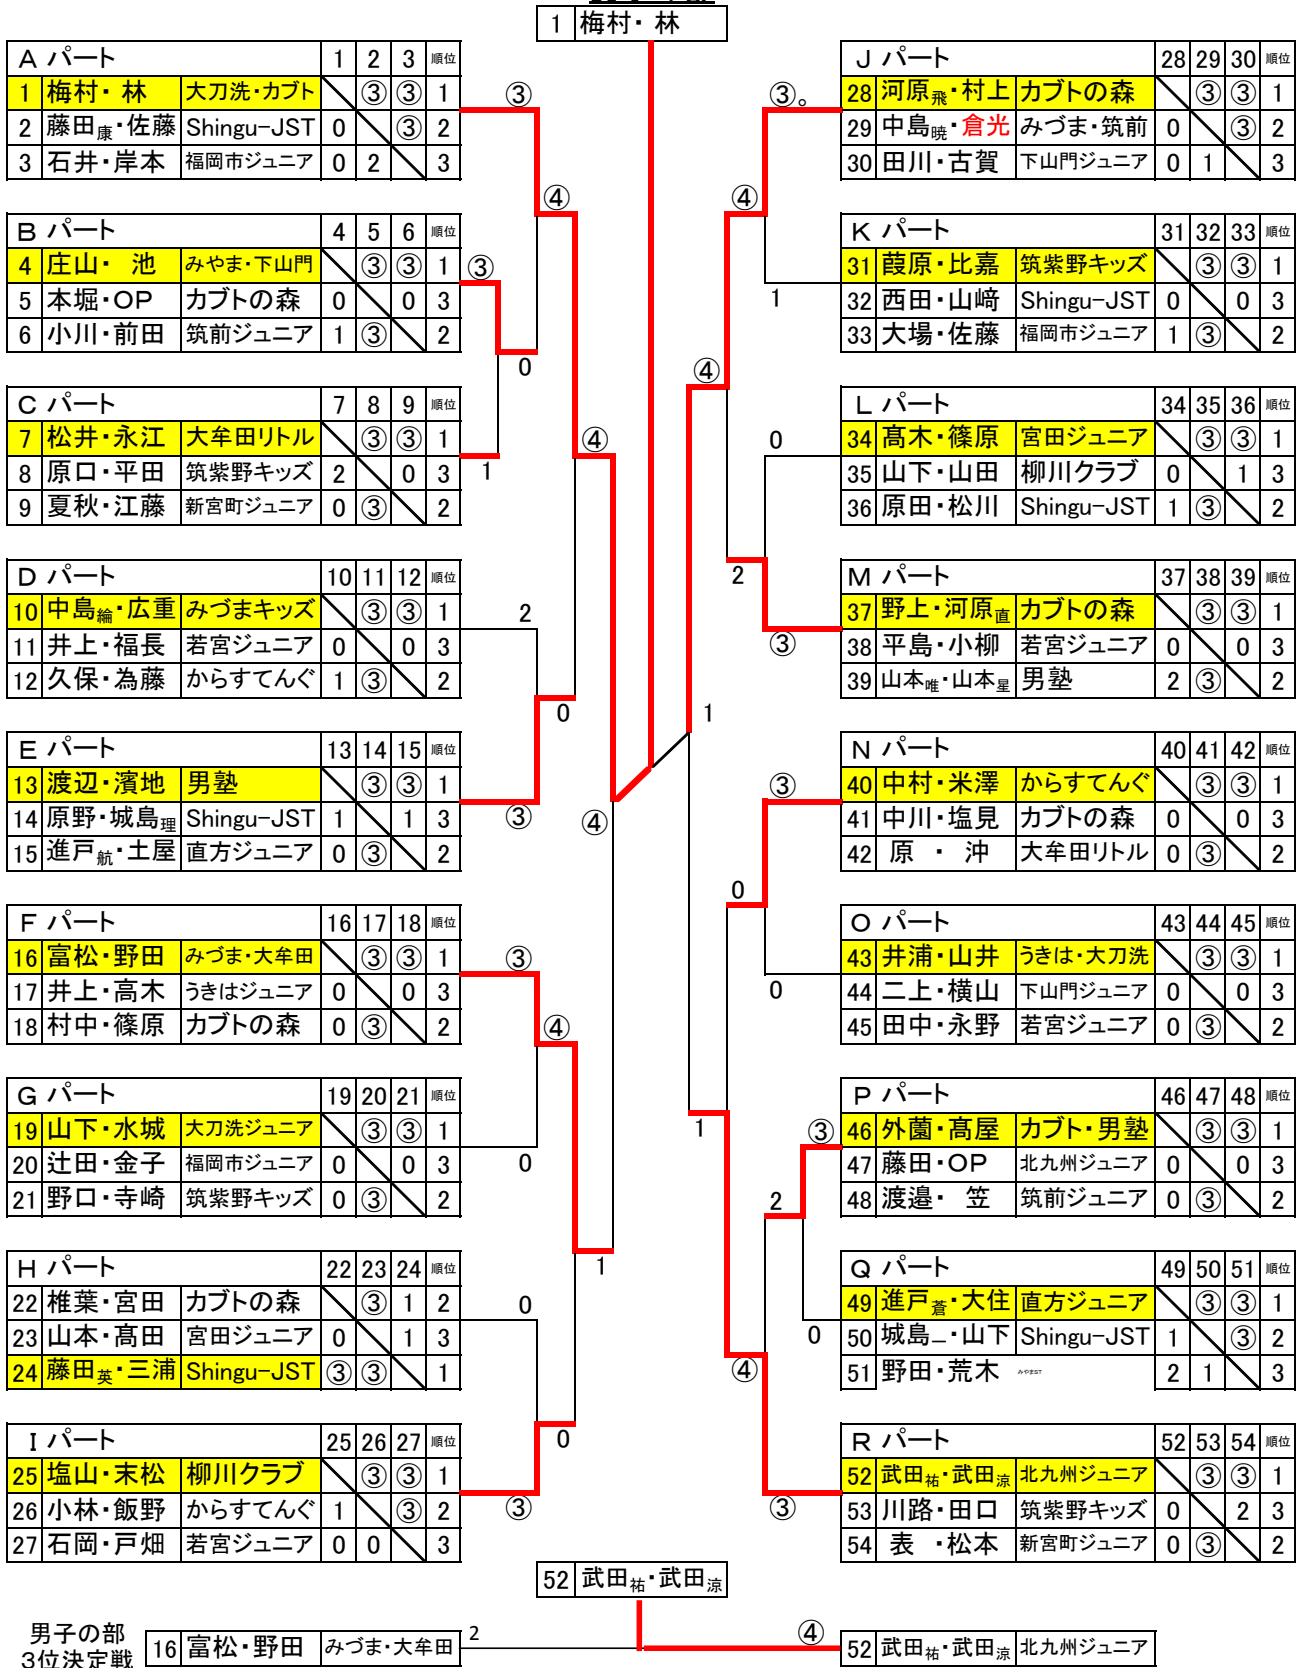 1 梅村・林
A パート 1 2 3 順位
1 梅村・林 大刀洗・カブト ③ ③ 1
2 藤田康・佐藤 Shingu-JST 0 ③ 2
3 石井・岸本 福岡市ジュニア 0 2 3
B パート 4 5 6 順位
4 庄山・池 みやま・下山門 ③ ③ 1
5 本堀・OP カブトの森 0 0 3
6 小川・前田 筑前ジュニア 1 ③ 2
C パート 7 8 9 順位
7 松井・永江 大牟田リトル ③ ③ 1
8 原口・平田 筑紫野キッズ 2 0 3
9 夏秋・江藤 新宮町ジュニア 0 ③ 2
D パート 10 11 12 順位
10 中島綸・広重 みづまキッズ ③ ③ 1
11 井上・福長 若宮ジュニア 0 0 3
12 久保・為藤 からすてんぐ 1 ③ 2
E パート 13 14 15 順位
13 渡辺・濱地 男塾 ③ ③ 1
14 原野・城島理 Shingu-JST 1 1 3
15 進戸航・土屋 直方ジュニア 0 ③ 2
F パート 16 17 18 順位
16 富松・野田 みづま・大牟田 ③ ③ 1
17 井上・高木 うきはジュニア 0 0 3
18 村中・篠原 カブトの森 0 ③ 2
G パート 19 20 21 順位
19 山下・水城 大刀洗ジュニア ③ ③ 1
20 辻田・金子 福岡市ジュニア 0 0 3
21 野口・寺崎 筑紫野キッズ 0 ③ 2
H パート 22 23 24 順位
22 椎葉・宮田 カブトの森 ③ 1 2
23 山本・髙田 宮田ジュニア 0 1 3
24 藤田英・三浦 Shingu-JST ③ ③ 1
I パート 25 26 27 順位
25 塩山・末松 柳川クラブ ③ ③ 1
26 小林・飯野 からすてんぐ 1 ③ 2
27 石岡・戸畑 若宮ジュニア 0 0 3
③
④
③
0
1
④
2
0
③
④
③
④
0
1
0
0
③
③。
④
1
④
0
2
③
1
③
0
0
1
③
2
0
④
③
J パート 28 29 30 順位
28 河原飛・村上 カブトの森 ③ ③ 1
29 中島暁・倉光 みづま・筑前 0 ③ 2
30 田川・古賀 下山門ジュニア 0 1 3
K パート 31 32 33 順位
31 葭原・比嘉 筑紫野キッズ ③ ③ 1
32 西田・山﨑 Shingu-JST 0 0 3
33 大場・佐藤 福岡市ジュニア 1 ③ 2
L パート 34 35 36 順位
34 髙木・篠原 宮田ジュニア ③ ③ 1
35 山下・山田 柳川クラブ 0 1 3
36 原田・松川 Shingu-JST 1 ③ 2
M パート 37 38 39 順位
37 野上・河原直 カブトの森 ③ ③ 1
38 平島・小柳 若宮ジュニア 0 0 3
39 山本唯・山本星 男塾 2 ③ 2
N パート 40 41 42 順位
40 中村・米澤 からすてんぐ ③ ③ 1
41 中川・塩見 カブトの森 0 0 3
42 原・沖 大牟田リトル 0 ③ 2
O パート 43 44 45 順位
43 井浦・山井 うきは・大刀洗 ③ ③ 1
44 二上・横山 下山門ジュニア 0 0 3
45 田中・永野 若宮ジュニア 0 ③ 2
P パート 46 47 48 順位
46 外薗・髙屋 カブト・男塾 ③ ③ 1
47 藤田・OP 北九州ジュニア 0 0 3
48 渡邉・笠 筑前ジュニア 0 ③ 2
Q パート 49 50 51 順位
49 進戸蒼・大住 直方ジュニア ③ ③ 1
50 城島一・山下 Shingu-JST 1 ③ 2
51 野田・荒木 みやまST 2 1 3
R パート 52 53 54 順位
52 武田祐・武田涼 北九州ジュニア ③ ③ 1
53 川路・田口 筑紫野キッズ 0 2 3
54 表・松本 新宮町ジュニア 0 ③ 2
52 武田祐・武田涼
男子の部
3位決定戦
16 富松・野田 みづま・大牟田 2
④ 52 武田祐・武田涼 北九州ジュニア